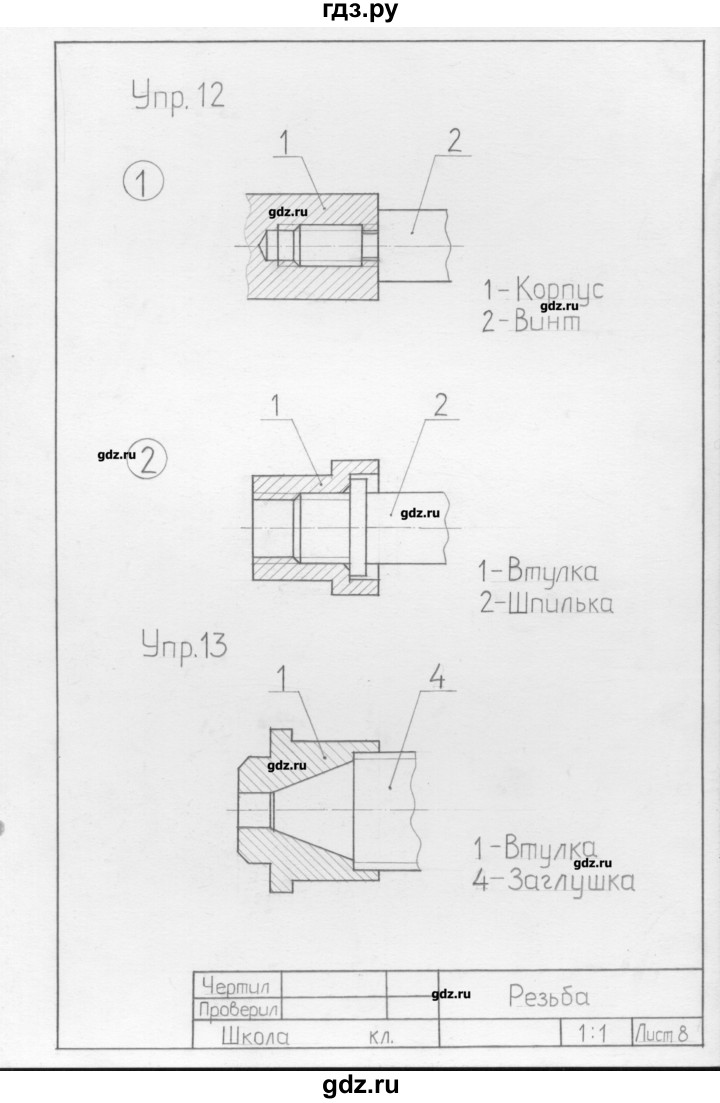 гдз.ру
Упр. 12
1 2
1
gdz.ru
1-Корпус
gdz.ru
2-Винт
1 2
gdz.ru
2
gdz.ru
1-Втулка
2-Шпилька
Упр.13
1 4
gdz.ru
1-Втулка
gdz.ru
4-Заглушка
Чертил
gdz.ru
Резьба
Проверил
Школа кл. 1:1 Лист 8
gdz.ru